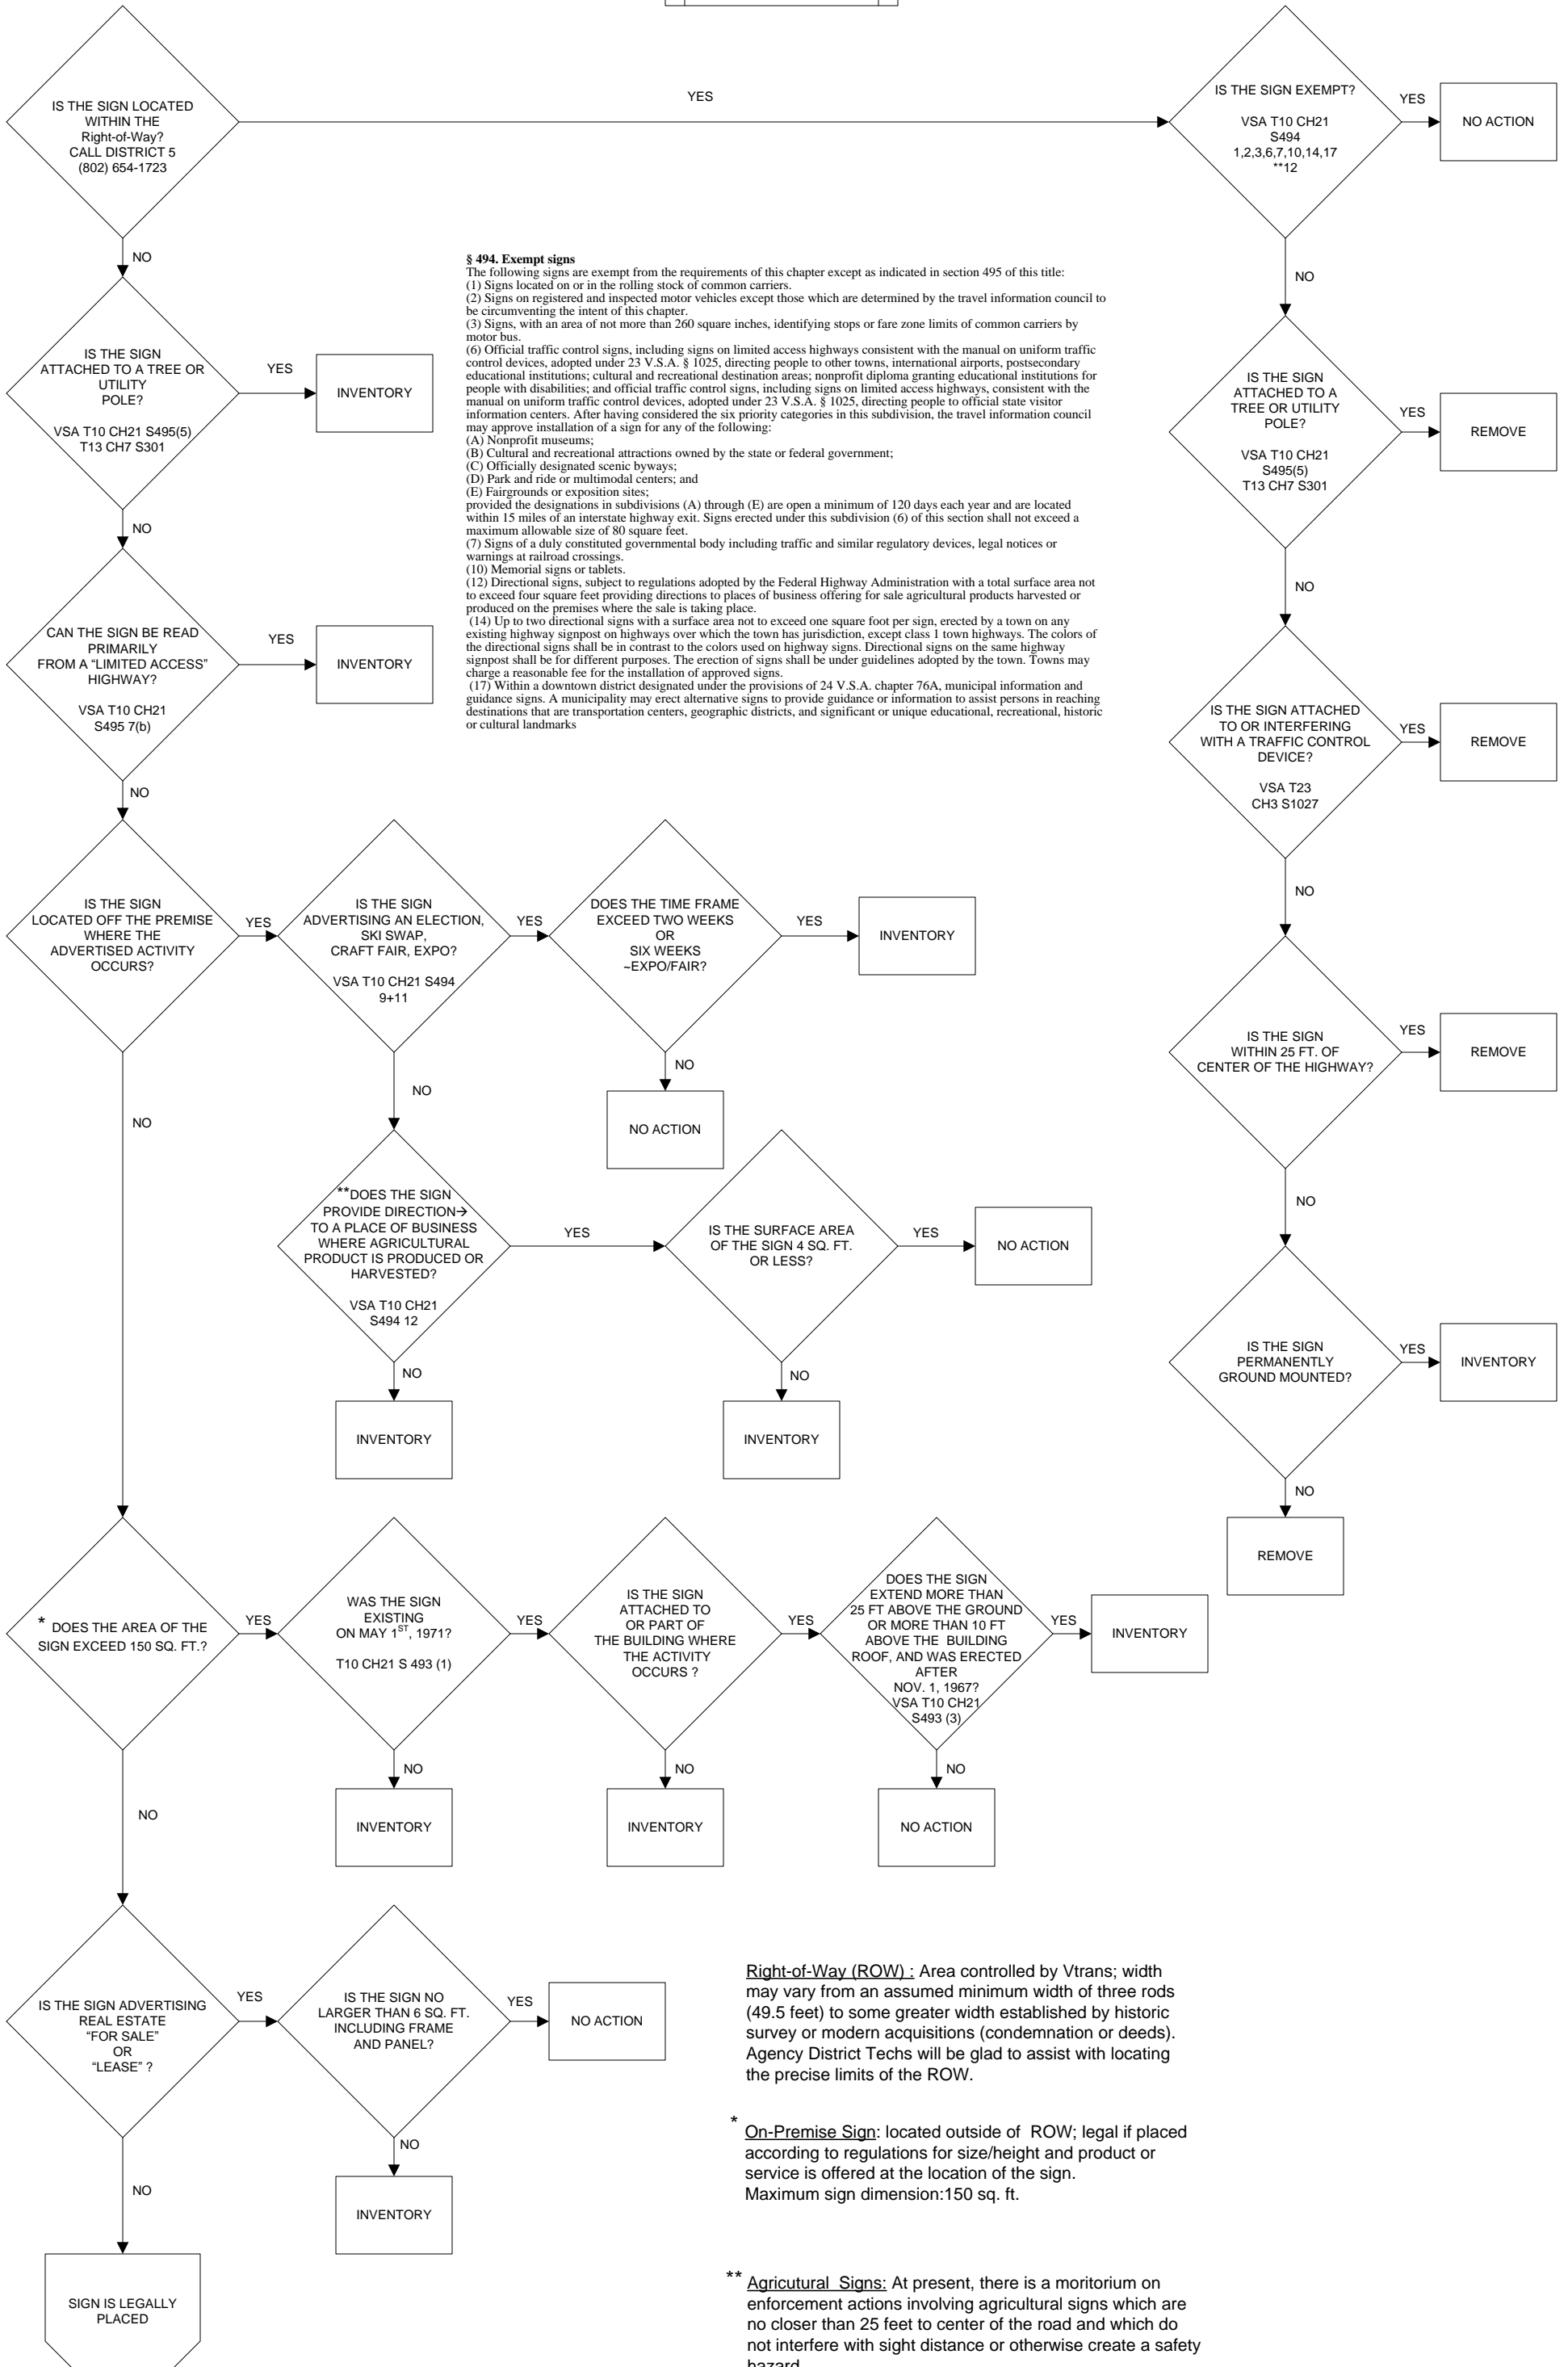 IS THE SIGN LOCATED
WITHIN THE
Right-of-Way?
CALL DISTRICT 5
(802) 654-1723
YES
IS THE SIGN EXEMPT?
VSA T10 CH21
S494
1,2,3,6,7,10,14,17
**12
YES
NO ACTION
NO
NO
§ 494. Exempt signs
The following signs are exempt from the requirements of this chapter except as indicated in section 495 of this title:
(1) Signs located on or in the rolling stock of common carriers.
(2) Signs on registered and inspected motor vehicles except those which are determined by the travel information council to
be circumventing the intent of this chapter.
(3) Signs, with an area of not more than 260 square inches, identifying stops or fare zone limits of common carriers by
motor bus.
(6) Official traffic control signs, including signs on limited access highways consistent with the manual on uniform traffic
control devices, adopted under 23 V.S.A. § 1025, directing people to other towns, international airports, postsecondary
educational institutions; cultural and recreational destination areas; nonprofit diploma granting educational institutions for
people with disabilities; and official traffic control signs, including signs on limited access highways, consistent with the
manual on uniform traffic control devices, adopted under 23 V.S.A. § 1025, directing people to official state visitor
information centers. After having considered the six priority categories in this subdivision, the travel information council
may approve installation of a sign for any of the following:
(A) Nonprofit museums;
(B) Cultural and recreational attractions owned by the state or federal government;
(C) Officially designated scenic byways;
(D) Park and ride or multimodal centers; and
(E) Fairgrounds or exposition sites;
provided the designations in subdivisions (A) through (E) are open a minimum of 120 days each year and are located
within 15 miles of an interstate highway exit. Signs erected under this subdivision (6) of this section shall not exceed a
maximum allowable size of 80 square feet.
(7) Signs of a duly constituted governmental body including traffic and similar regulatory devices, legal notices or
warnings at railroad crossings.
(10) Memorial signs or tablets.
(12) Directional signs, subject to regulations adopted by the Federal Highway Administration with a total surface area not
to exceed four square feet providing directions to places of business offering for sale agricultural products harvested or
produced on the premises where the sale is taking place.
(14) Up to two directional signs with a surface area not to exceed one square foot per sign, erected by a town on any
existing highway signpost on highways over which the town has jurisdiction, except class 1 town highways. The colors of
the directional signs shall be in contrast to the colors used on highway signs. Directional signs on the same highway
signpost shall be for different purposes. The erection of signs shall be under guidelines adopted by the town. Towns may
charge a reasonable fee for the installation of approved signs.
(17) Within a downtown district designated under the provisions of 24 V.S.A. chapter 76A, municipal information and
guidance signs. A municipality may erect alternative signs to provide guidance or information to assist persons in reaching
destinations that are transportation centers, geographic districts, and significant or unique educational, recreational, historic
or cultural landmarks
IS THE SIGN
ATTACHED TO A TREE OR
UTILITY
POLE?
VSA T10 CH21 S495(5)
T13 CH7 S301
YES
INVENTORY
NO
IS THE SIGN
ATTACHED TO A
TREE OR UTILITY
POLE?
VSA T10 CH21
S495(5)
T13 CH7 S301
YES
REMOVE
NO
CAN THE SIGN BE READ
PRIMARILY
FROM A “LIMITED ACCESS”
HIGHWAY?
VSA T10 CH21
S495 7(b)
YES
INVENTORY
NO
IS THE SIGN ATTACHED
TO OR INTERFERING
WITH A TRAFFIC CONTROL
DEVICE?
VSA T23
CH3 S1027
YES
REMOVE
NO
IS THE SIGN
LOCATED OFF THE PREMISE
WHERE THE
ADVERTISED ACTIVITY
OCCURS?
YES
IS THE SIGN
ADVERTISING AN ELECTION,
SKI SWAP,
CRAFT FAIR, EXPO?
VSA T10 CH21 S494
9+11
YES
DOES THE TIME FRAME
EXCEED TWO WEEKS
OR
SIX WEEKS
~EXPO/FAIR?
YES
INVENTORY
NO
NO
NO
NO ACTION
IS THE SIGN
WITHIN 25 FT. OF
CENTER OF THE HIGHWAY?
YES
REMOVE
NO
**DOES THE SIGN
PROVIDE DIRECTION→
TO A PLACE OF BUSINESS
WHERE AGRICULTURAL
PRODUCT IS PRODUCED OR
HARVESTED?
VSA T10 CH21
S494 12
YES
IS THE SURFACE AREA
OF THE SIGN 4 SQ. FT.
OR LESS?
YES
NO ACTION
NO
INVENTORY
NO
INVENTORY
IS THE SIGN
PERMANENTLY
GROUND MOUNTED?
YES
INVENTORY
NO
REMOVE
* DOES THE AREA OF THE
SIGN EXCEED 150 SQ. FT.?
YES
WAS THE SIGN
EXISTING
ON MAY 1ST, 1971?
T10 CH21 S 493 (1)
YES
IS THE SIGN
ATTACHED TO
OR PART OF
THE BUILDING WHERE
THE ACTIVITY
OCCURS ?
YES
DOES THE SIGN
EXTEND MORE THAN
25 FT ABOVE THE GROUND
OR MORE THAN 10 FT
ABOVE THE BUILDING
ROOF, AND WAS ERECTED
AFTER
NOV. 1, 1967?
VSA T10 CH21
S493 (3)
YES
INVENTORY
NO
INVENTORY
NO
INVENTORY
NO
NO ACTION
NO
IS THE SIGN ADVERTISING
REAL ESTATE
“FOR SALE”
OR
“LEASE” ?
YES
IS THE SIGN NO
LARGER THAN 6 SQ. FT.
INCLUDING FRAME
AND PANEL?
YES
NO ACTION
NO
INVENTORY
NO
SIGN IS LEGALLY
PLACED
Right-of-Way (ROW) : Area controlled by Vtrans; width
may vary from an assumed minimum width of three rods
(49.5 feet) to some greater width established by historic
survey or modern acquisitions (condemnation or deeds).
Agency District Techs will be glad to assist with locating
the precise limits of the ROW.
* On-Premise Sign: located outside of ROW; legal if placed
according to regulations for size/height and product or
service is offered at the location of the sign.
Maximum sign dimension:150 sq. ft.
** Agricutural Signs: At present, there is a moritorium on
enforcement actions involving agricultural signs which are
no closer than 25 feet to center of the road and which do
not interfere with sight distance or otherwise create a safety